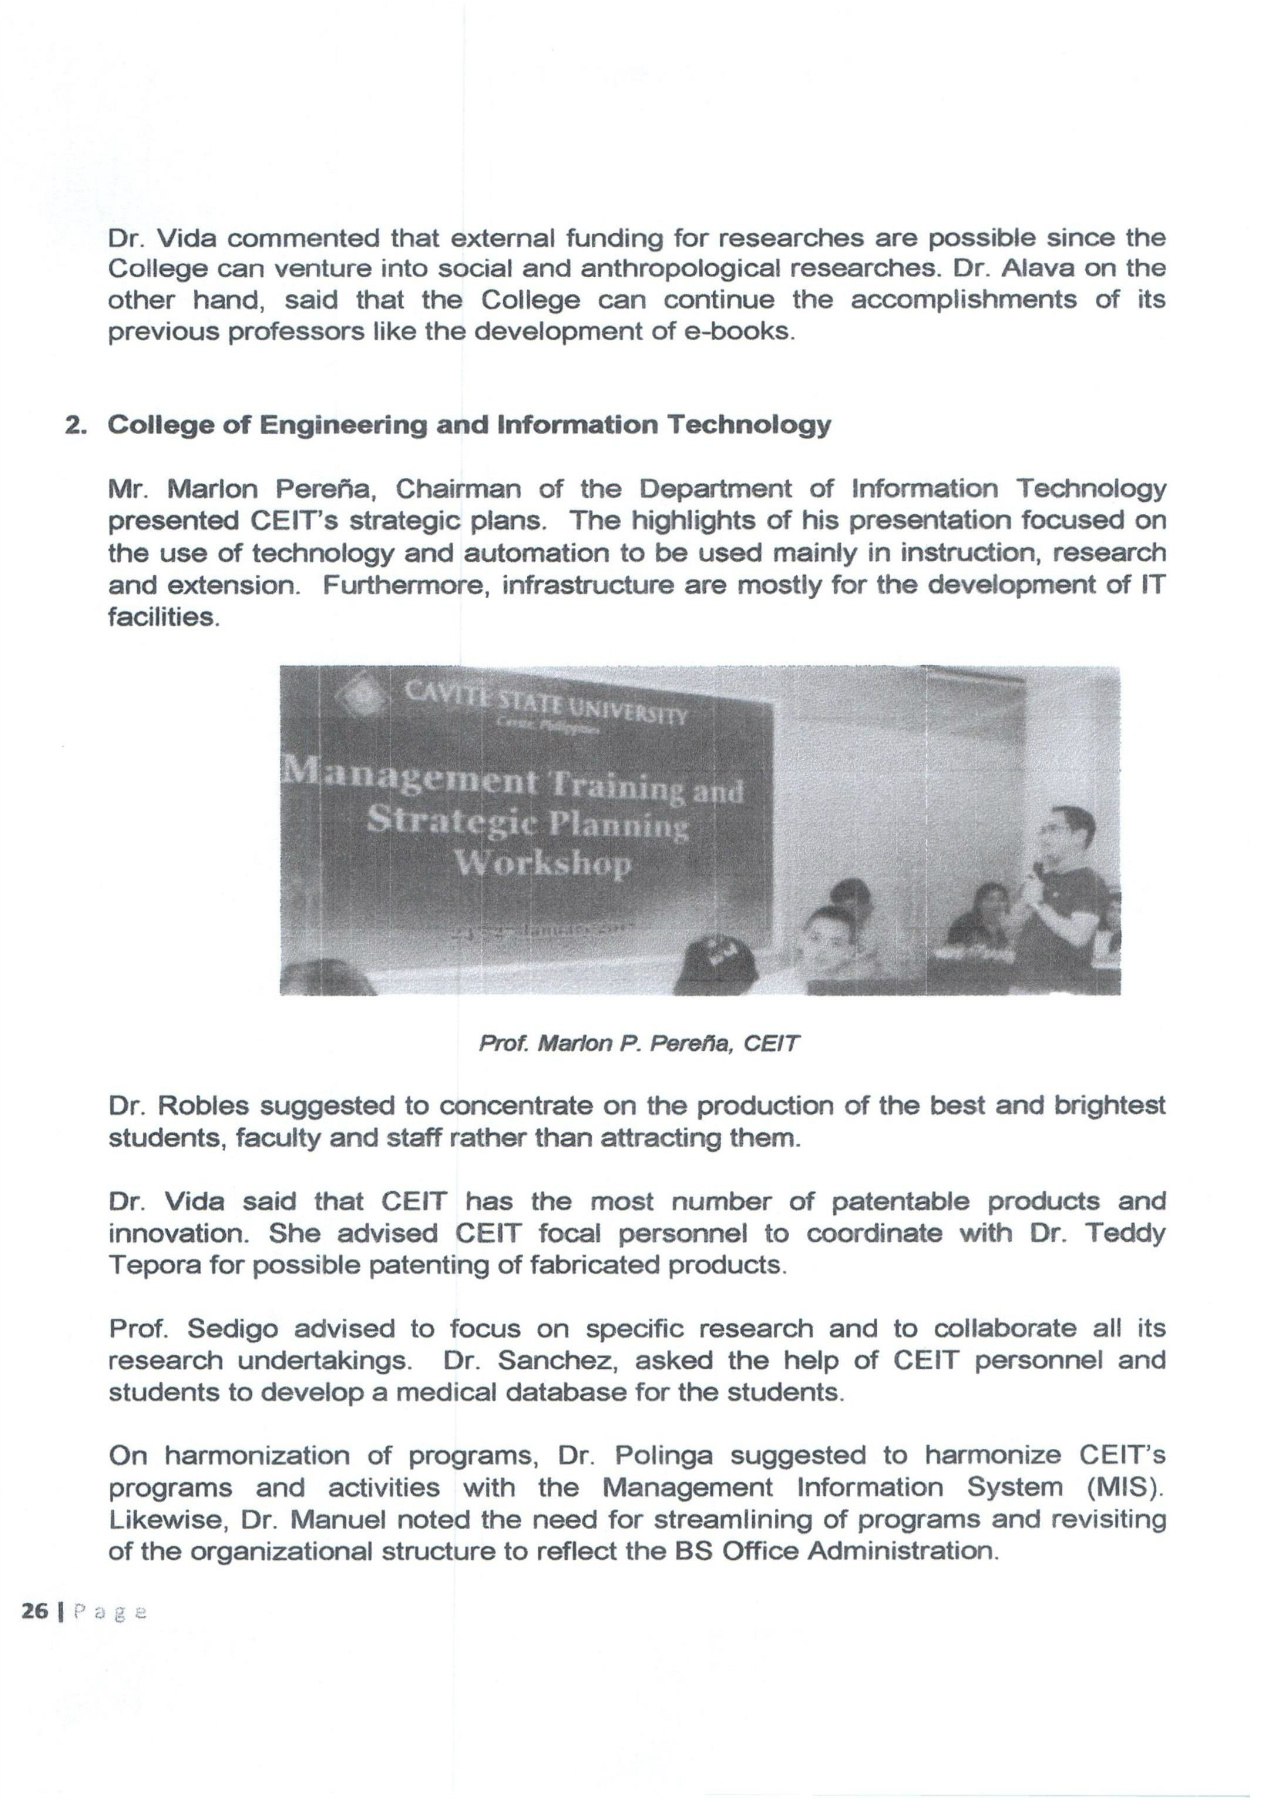 Dr. Vida commented that external funding for researches are possible since the
College can venture into social and anthropological researches. Dr. Alava on the
other hand, said that the College can continue the accomplishments of its
previous professors like the development of e-books.
2. College of Engineering and Information Technology
Mr. Marlon Pereña, Chairman of the Department of Information Technology
presented CEIT's strategic plans. The highlights of his presentation focused on
the use of technology and automation to be used mainly in instruction, research
and extension. Furthermore, infrastructure are mostly for the development of IT
facilities.
CAVITE STATE UNIVERSITY
Cavite, Philippines
Management Training and
Strategic Planning
Workshop
January
Prof. Marlon P. Pereña, CEIT
Dr. Robles suggested to concentrate on the production of the best and brightest
students, faculty and staff rather than attracting them.
Dr. Vida said that CEIT has the most number of patentable products and
innovation. She advised CEIT focal personnel to coordinate with Dr. Teddy
Tepora for possible patenting of fabricated products.
Prof. Sedigo advised to focus on specific research and to collaborate all its
research undertakings. Dr. Sanchez, asked the help of CEIT personnel and
students to develop a medical database for the students.
On harmonization of programs, Dr. Polinga suggested to harmonize CEIT's
programs and activities with the Management Information System (MIS).
Likewise, Dr. Manuel noted the need for streamlining of programs and revisiting
of the organizational structure to reflect the BS Office Administration.
26 | Page